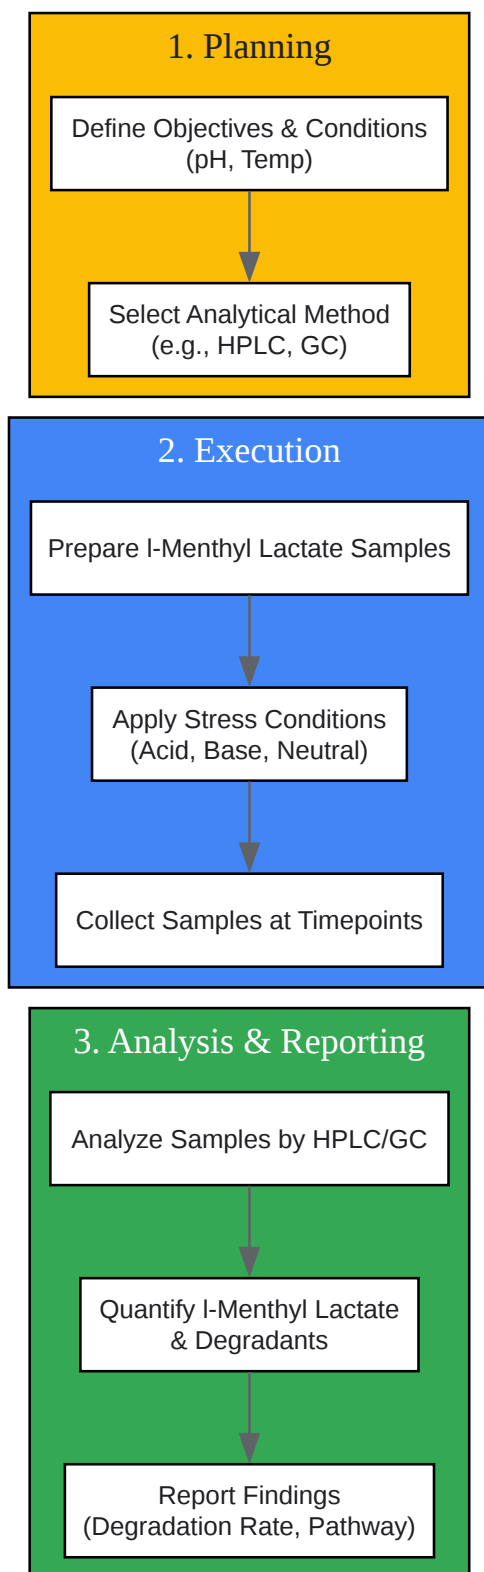 1. Planning
Define Objectives & Conditions
(pH, Temp)
Select Analytical Method
(e.g., HPLC, GC)
2. Execution
Prepare l-Menthyl Lactate Samples
Apply Stress Conditions
(Acid, Base, Neutral)
Collect Samples at Timepoints
3. Analysis & Reporting
Analyze Samples by HPLC/GC
Quantify l-Menthyl Lactate
& Degradants
Report Findings
(Degradation Rate, Pathway)